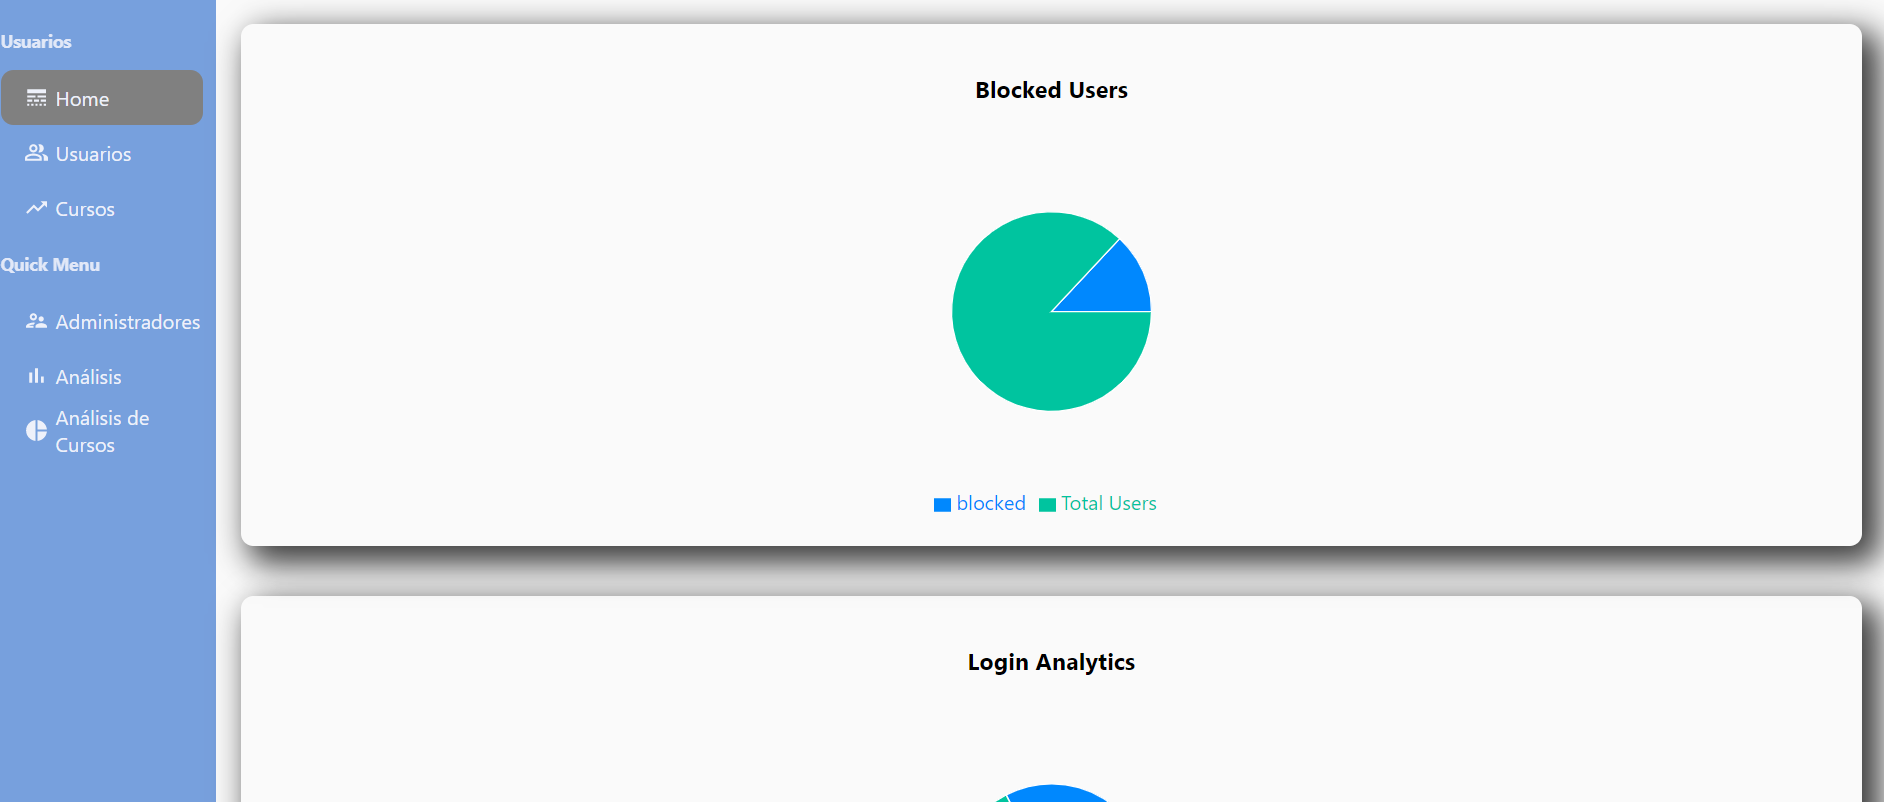 Usuarios
Home
Usuarios
Cursos
Quick Menu
Administradores
Análisis
Análisis de
Cursos
Blocked Users
blocked Total Users
Login Analytics